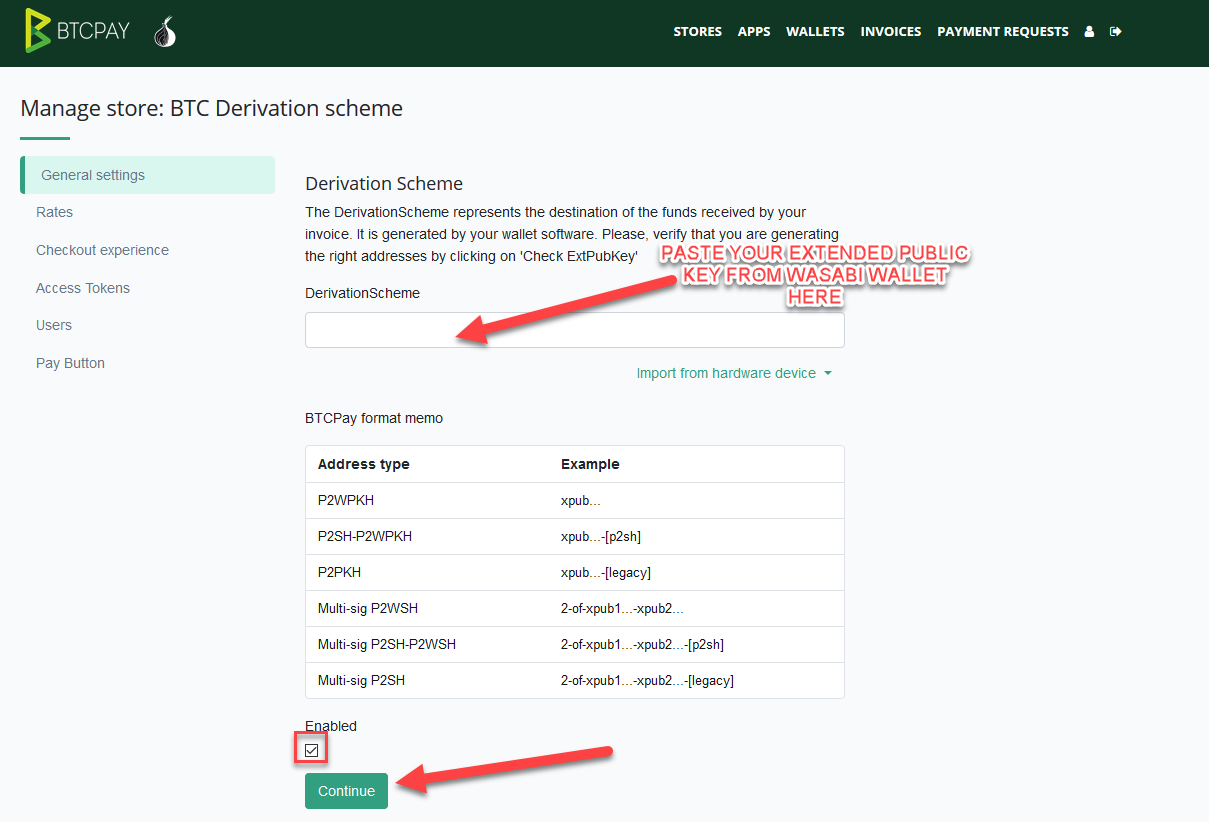 BTCPAY
STORES APPS WALLETS INVOICES PAYMENT REQUESTS
Manage store: BTC Derivation scheme
General settings
Rates
Checkout experience
Access Tokens
Users
Pay Button
Derivation Scheme
The DerivationScheme represents the destination of the funds received by your
invoice. It is generated by your wallet software. Please, verify that you are generating
the right addresses by clicking on 'Check ExtPubKey'
PASTE YOUR EXTENDED PUBLIC
KEY FROM WASABI WALLET
HERE
DerivationScheme
Import from hardware device
BTCPay format memo
Address type Example
P2WPKH xpub...
P2SH-P2WPKH xpub...-[p2sh]
P2PKH xpub...-[legacy]
Multi-sig P2WSH 2-of-xpub1...-xpub2...
Multi-sig P2SH-P2WSH 2-of-xpub1...-xpub2...-[p2sh]
Multi-sig P2SH 2-of-xpub1...-xpub2...-[legacy]
Enabled
Continue